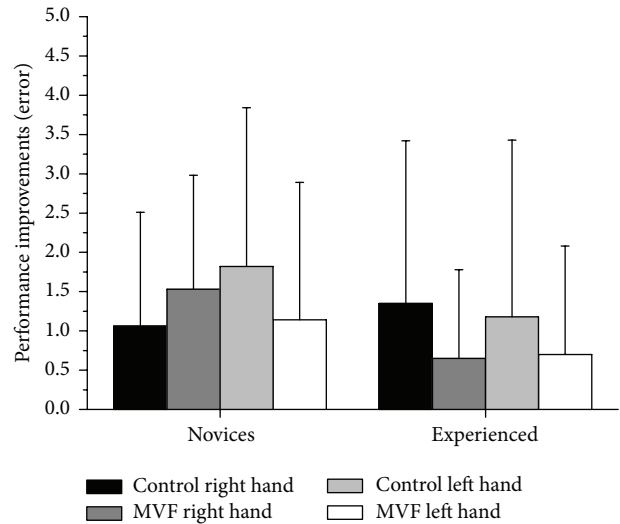 Performance improvements (error)
5.0
4.5
4.0
3.5
3.0
2.5
2.0
1.5
1.0
0.5
0.0
Novices Experienced
Control right hand Control left hand
MVF right hand MVF left hand